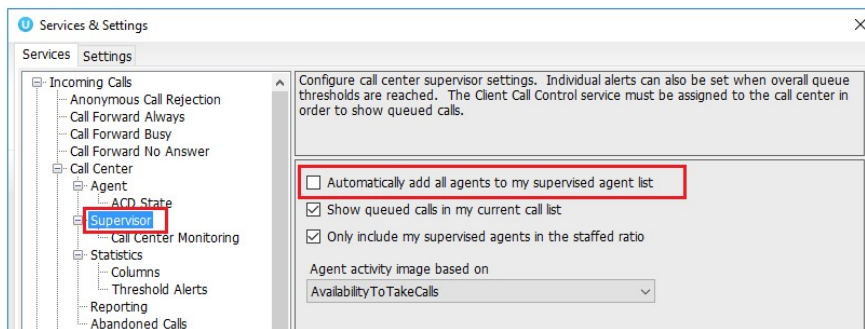 Services & Settings
Services Settings
Incoming Calls
Anonymous Call Rejection
Call Forward Always
Call Forward Busy
Call Forward No Answer
Call Center
Agent
ACD State
Supervisor
Call Center Monitoring
Statistics
Columns
Threshold Alerts
Reporting
Abandoned Calls
Configure call center supervisor settings. Individual alerts can also be set when overall queue
thresholds are reached. The Client Call Control service must be assigned to the call center in
order to show queued calls.
Automatically add all agents to my supervised agent list
Show queued calls in my current call list
Only include my supervised agents in the staffed ratio
Agent activity image based on
AvailabilityToTakeCalls